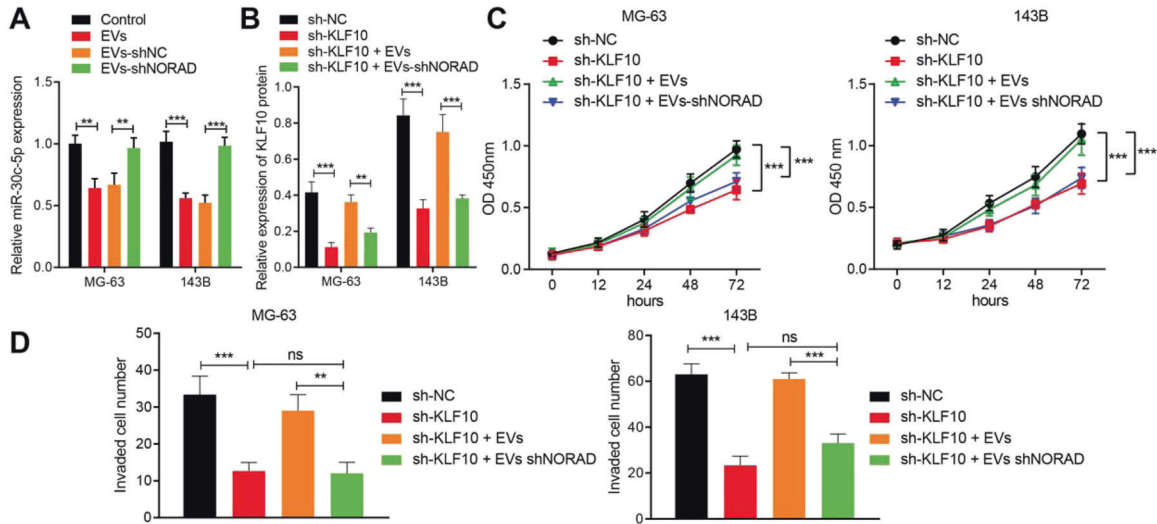 A
Control
EVs
EVs-shNC
EVs-shNORAD
Relative miR-30c-5p expression
1.5
1.0
0.5
0.0
** ** *** ***
MG-63 143B
B
sh-NC
sh-KLF10
sh-KLF10 + EVs
sh-KLF10 + EVs-shNORAD
Relative expression of KLF10 protein
1.0
0.8
0.6
0.4
0.2
0.0
*** ** *** ***
MG-63 143B
C
MG-63
sh-NC
sh-KLF10
sh-KLF10 + EVs
sh-KLF10 + EVs-shNORAD
OD 450nm
1.5
1.0
0.5
0.0
*** ***
0 12 24 48 72
hours
143B
sh-NC
sh-KLF10
sh-KLF10 + EVs
sh-KLF10 + EVs shNORAD
OD 450 nm
1.5
1.0
0.5
0.0
*** ***
0 12 24 48 72
hours
D
MG-63
Invaded cell number
50
40
30
20
10
0
*** ns
**
sh-NC
sh-KLF10
sh-KLF10 + EVs
sh-KLF10 + EVs shNORAD
143B
Invaded cell number
80
60
40
20
0
*** ns
***
sh-NC
sh-KLF10
sh-KLF10 + EVs
sh-KLF10 + EVs shNORAD